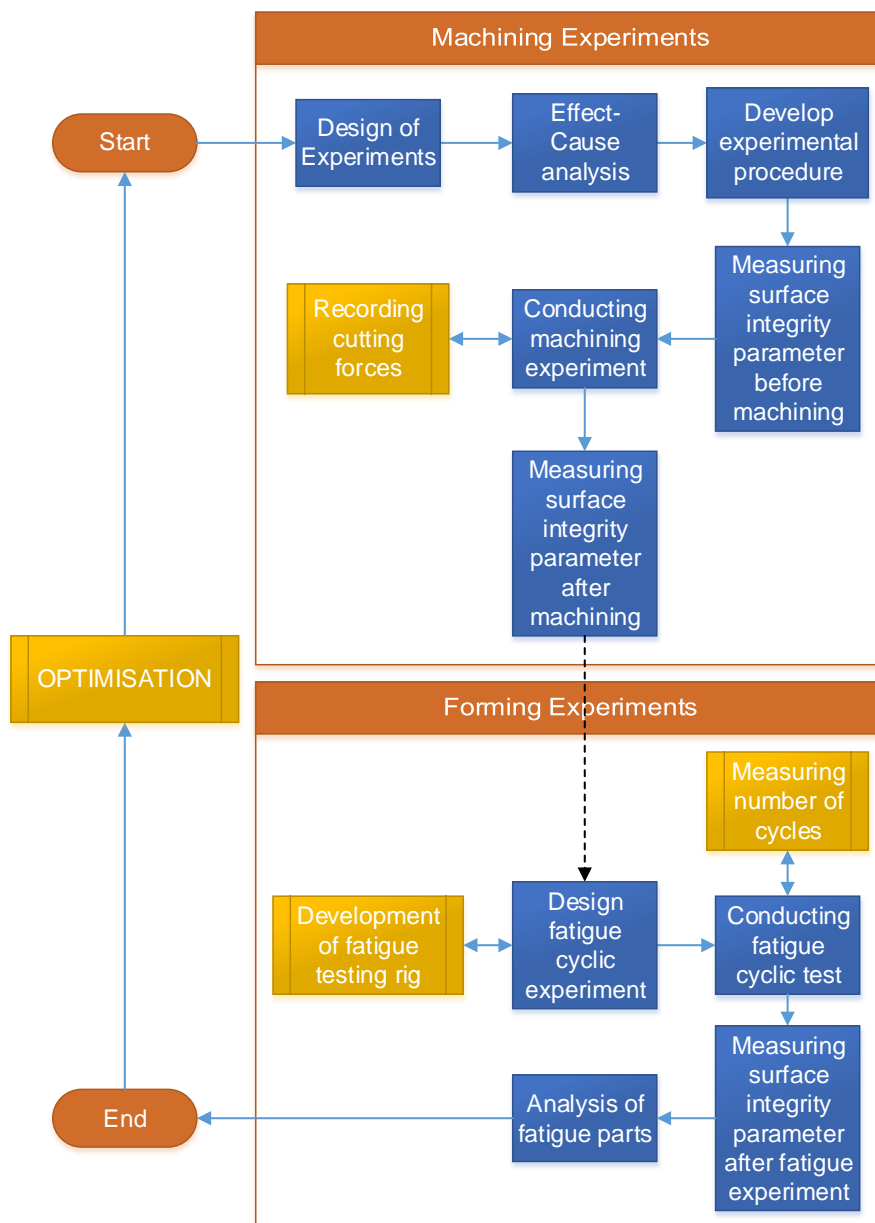 Machining Experiments
Start
Design of
Experiments
Effect-
Cause
analysis
Develop
experimental
procedure
Recording
cutting
forces
Conducting
machining
experiment
Measuring
surface
integrity
parameter
before
machining
Measuring
surface
integrity
parameter
after
machining
OPTIMISATION
Forming Experiments
Measuring
number of
cycles
Development
of fatigue
testing rig
Design
fatigue
cyclic
experiment
Conducting
fatigue
cyclic test
End
Analysis of
fatigue parts
Measuring
surface
integrity
parameter
after fatigue
experiment